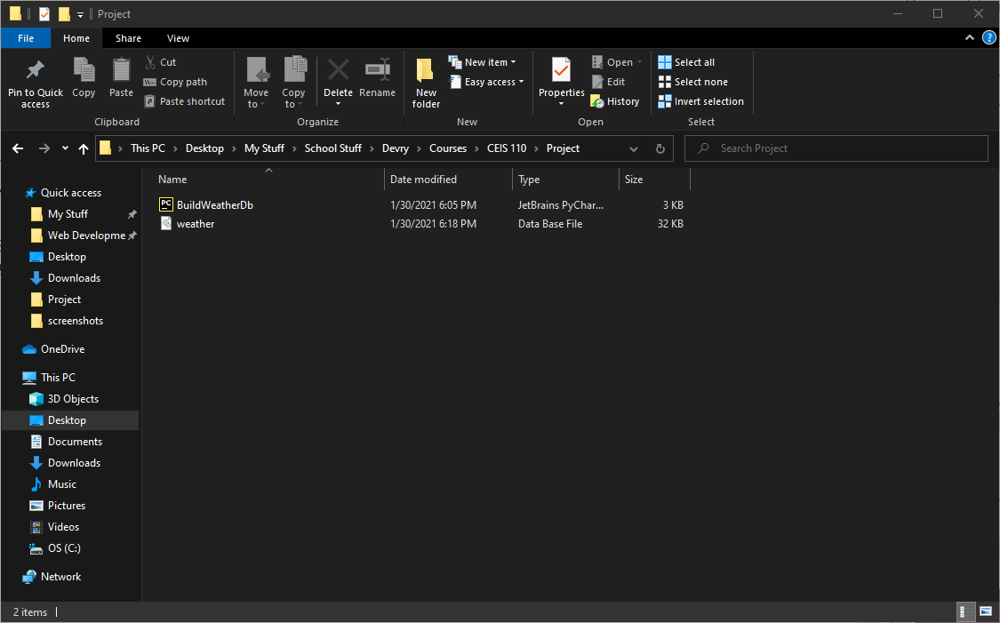 Project
File Home Share View
Pin to Quick access
Copy
Paste
Cut
Copy path
Paste shortcut
Clipboard
Move to
Copy to
Delete
Rename
Organize
New folder
New item
Easy access
New
Properties
Open
Edit
History
Open
Select all
Select none
Invert selection
Select
This PC > Desktop > My Stuff > School Stuff > Devry > Courses > CEIS 110 > Project
Search Project
Name Date modified Type Size
PC BuildWeatherDb 1/30/2021 6:05 PM JetBrains PyChar... 3 KB
weather 1/30/2021 6:18 PM Data Base File 32 KB
Quick access
My Stuff
Web Developme
Desktop
Downloads
Project
screenshots
OneDrive
This PC
3D Objects
Desktop
Documents
Downloads
Music
Pictures
Videos
OS (C:)
Network
2 items